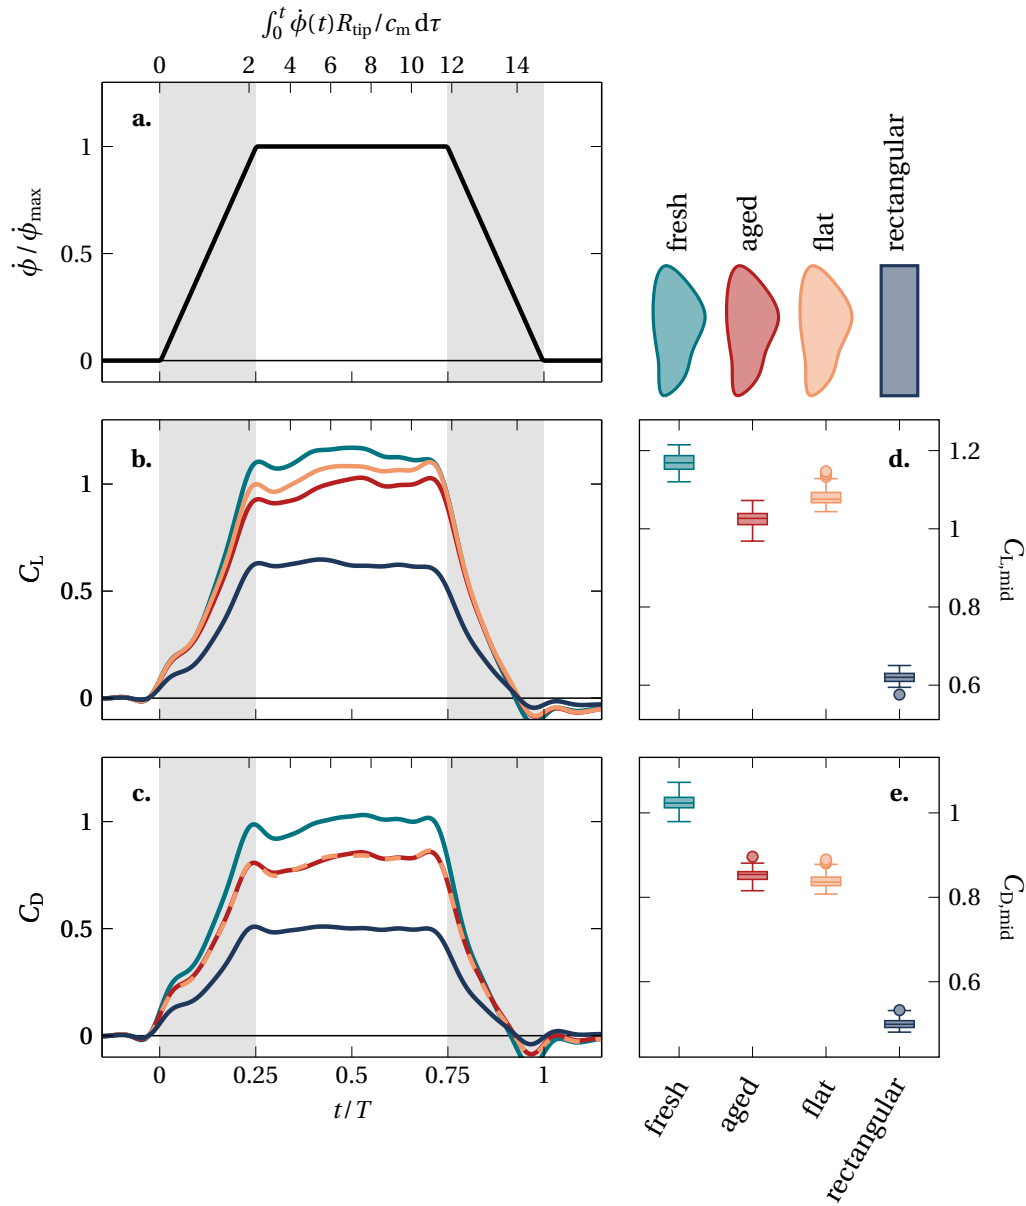 ∫₀ᵗ ϕ̇(t)R_tip/c_m dτ
0 2 4 6 8 10 12 14
a.
1
0.5
0
ϕ̇/ϕ̇_max
fresh
aged
flat
rectangular
b.
1
0.5
0
C_L
d.
1.2
1
0.8
0.6
C_L,mid
c.
1
0.5
0
C_D
0 0.25 0.5 0.75 1
t/T
e.
1
0.8
0.6
C_D,mid
fresh
aged
flat
rectangular